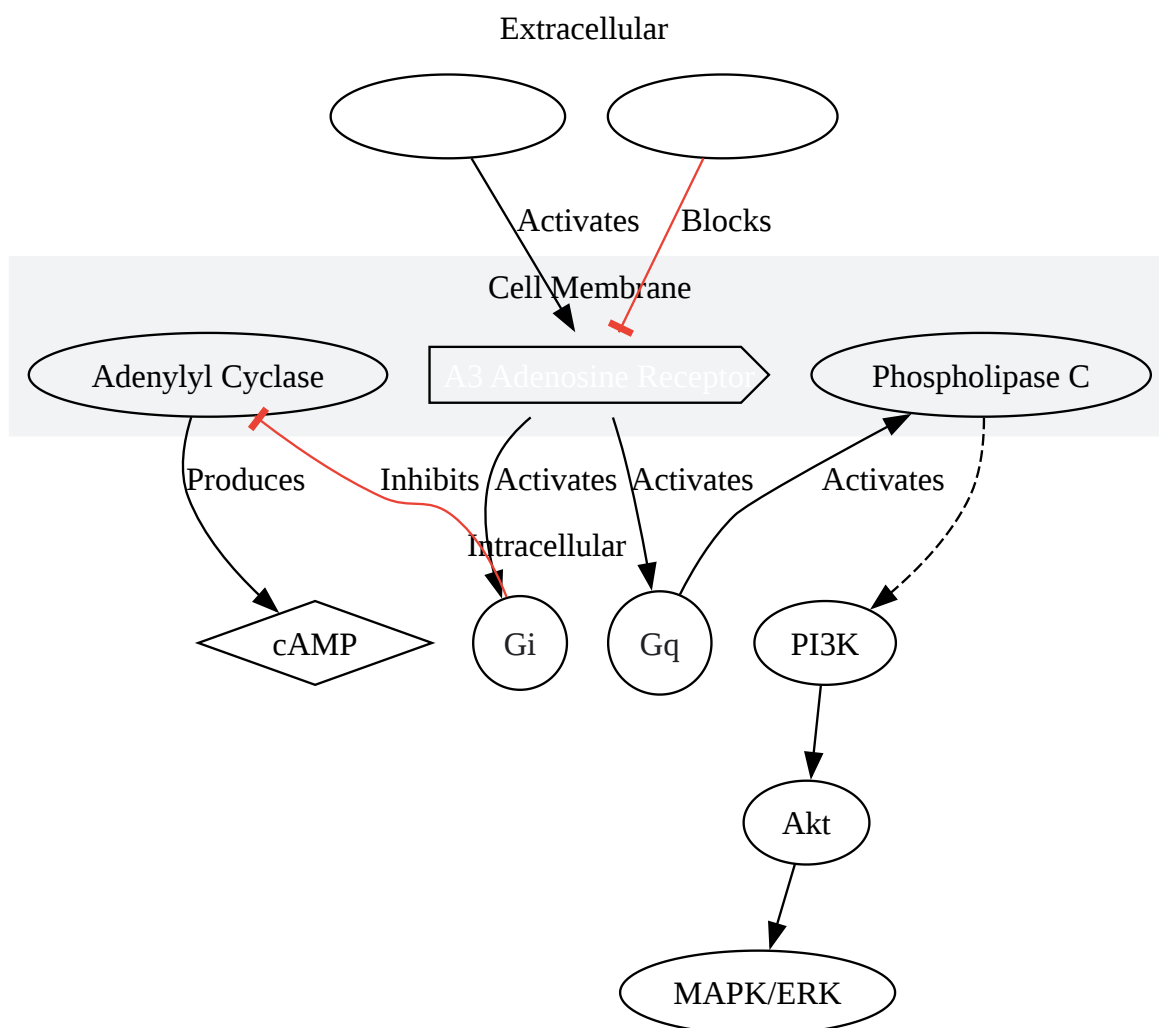 Extracellular
Activates
Blocks
Cell Membrane
Adenylyl Cyclase
A3 Adenosine Receptor
Phospholipase C
Produces
Inhibits
Activates
Activates
Activates
Intracellular
cAMP
Gi
Gq
PI3K
Akt
MAPK/ERK